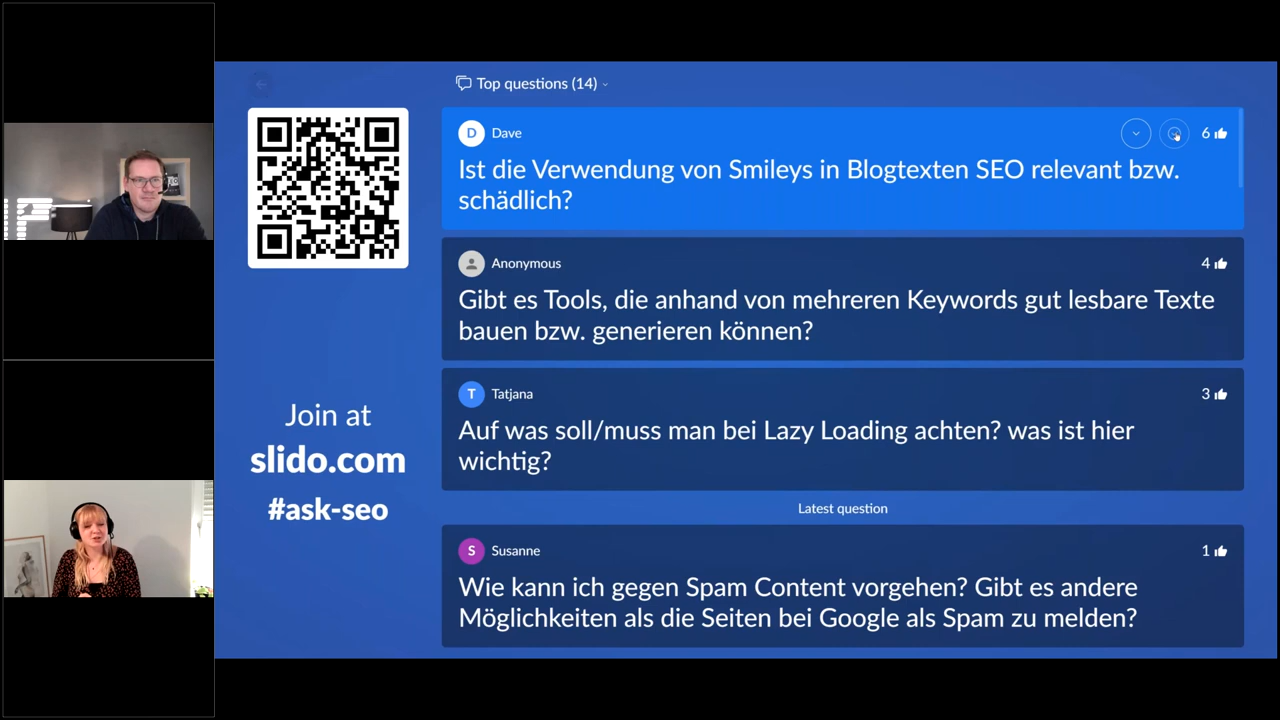 Top questions (14)
D Dave
6
Ist die Verwendung von Smileys in Blogtexten SEO relevant bzw.
schädlich?
Anonymous
4
Gibt es Tools, die anhand von mehreren Keywords gut lesbare Texte
bauen bzw. generieren können?
T Tatjana
3
Auf was soll/muss man bei Lazy Loading achten? was ist hier
wichtig?
Latest question
S Susanne
1
Wie kann ich gegen Spam Content vorgehen? Gibt es andere
Möglichkeiten als die Seiten bei Google als Spam zu melden?
Join at
slido.com
#ask-seo